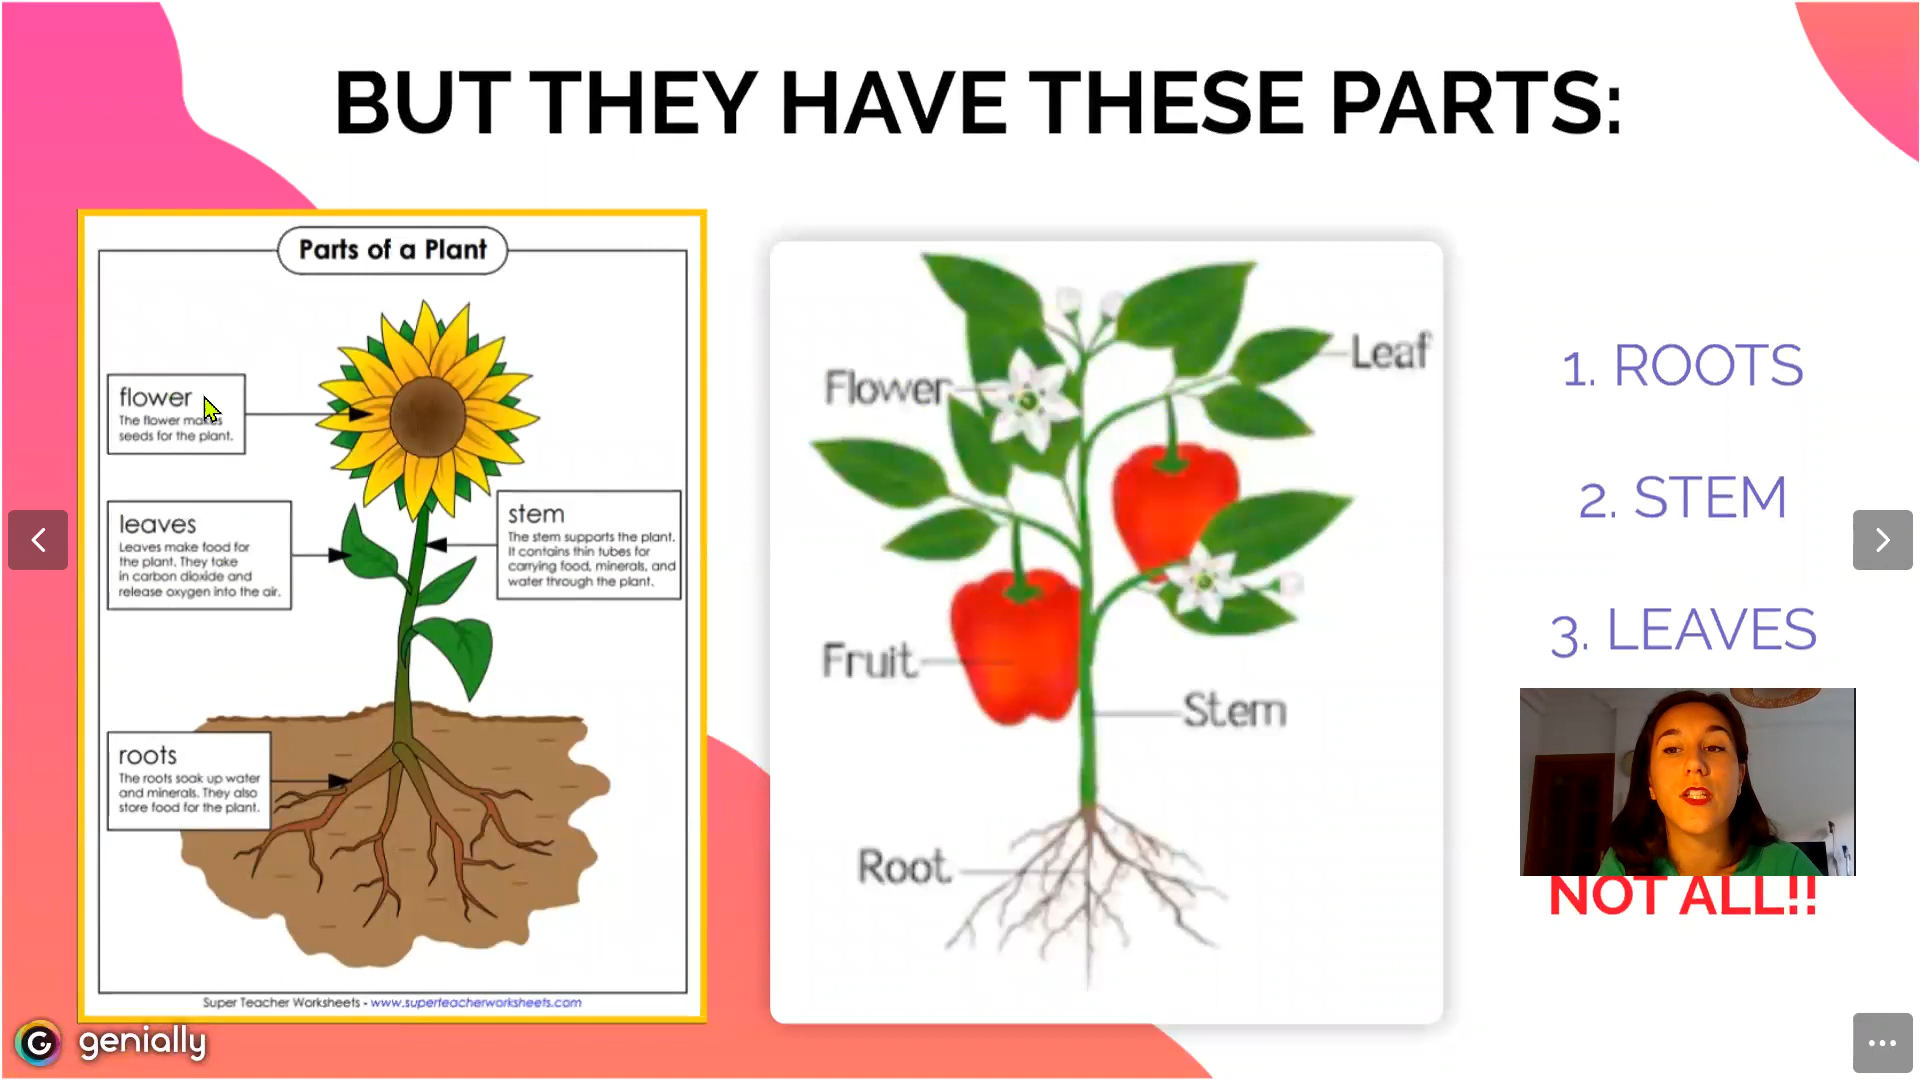 BUT THEY HAVE THESE PARTS:
Parts of a Plant
flower
The flower makes
seeds for the plant.
leaves
Leaves make food for
the plant. They take
in carbon dioxide and
release oxygen into the air.
stem
The stem supports the plant.
It contains thin tubes for
carrying food, minerals, and
water through the plant.
roots
The roots soak up water
and minerals. They also
store food for the plant.
Super Teacher Worksheets - www.superteacherworksheets.com
Flower
Leaf
Fruit
Stem
Root
1. ROOTS
2. STEM
3. LEAVES
NOT ALL!!
genially